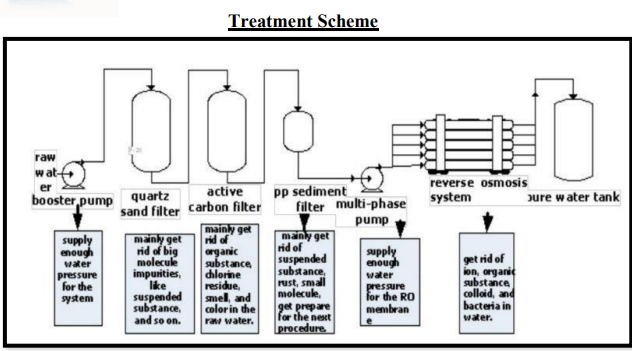 Treatment Scheme
raw
wat
er
booster pump
quartz
sand filter
active
carbon filter
pp sediment
filter
multi-phase
pump
reverse osmosis
system
pure water tank
supply
enough
water
pressure
for the
system
mainly get
rid of big
molecule
impurities,
like
suspended
substance,
and so on.
mainly get
rid of
organic
substance,
chlorine
residue,
smell, and
color in the
raw water.
mainly get
rid of
suspended
substance,
rust, small
molecule,
get prepare
for the next
procedure.
supply
enough
water
pressure
for the RO
membran
e
get rid of
ion, organic
substance,
colloid, and
bacteria in
water.